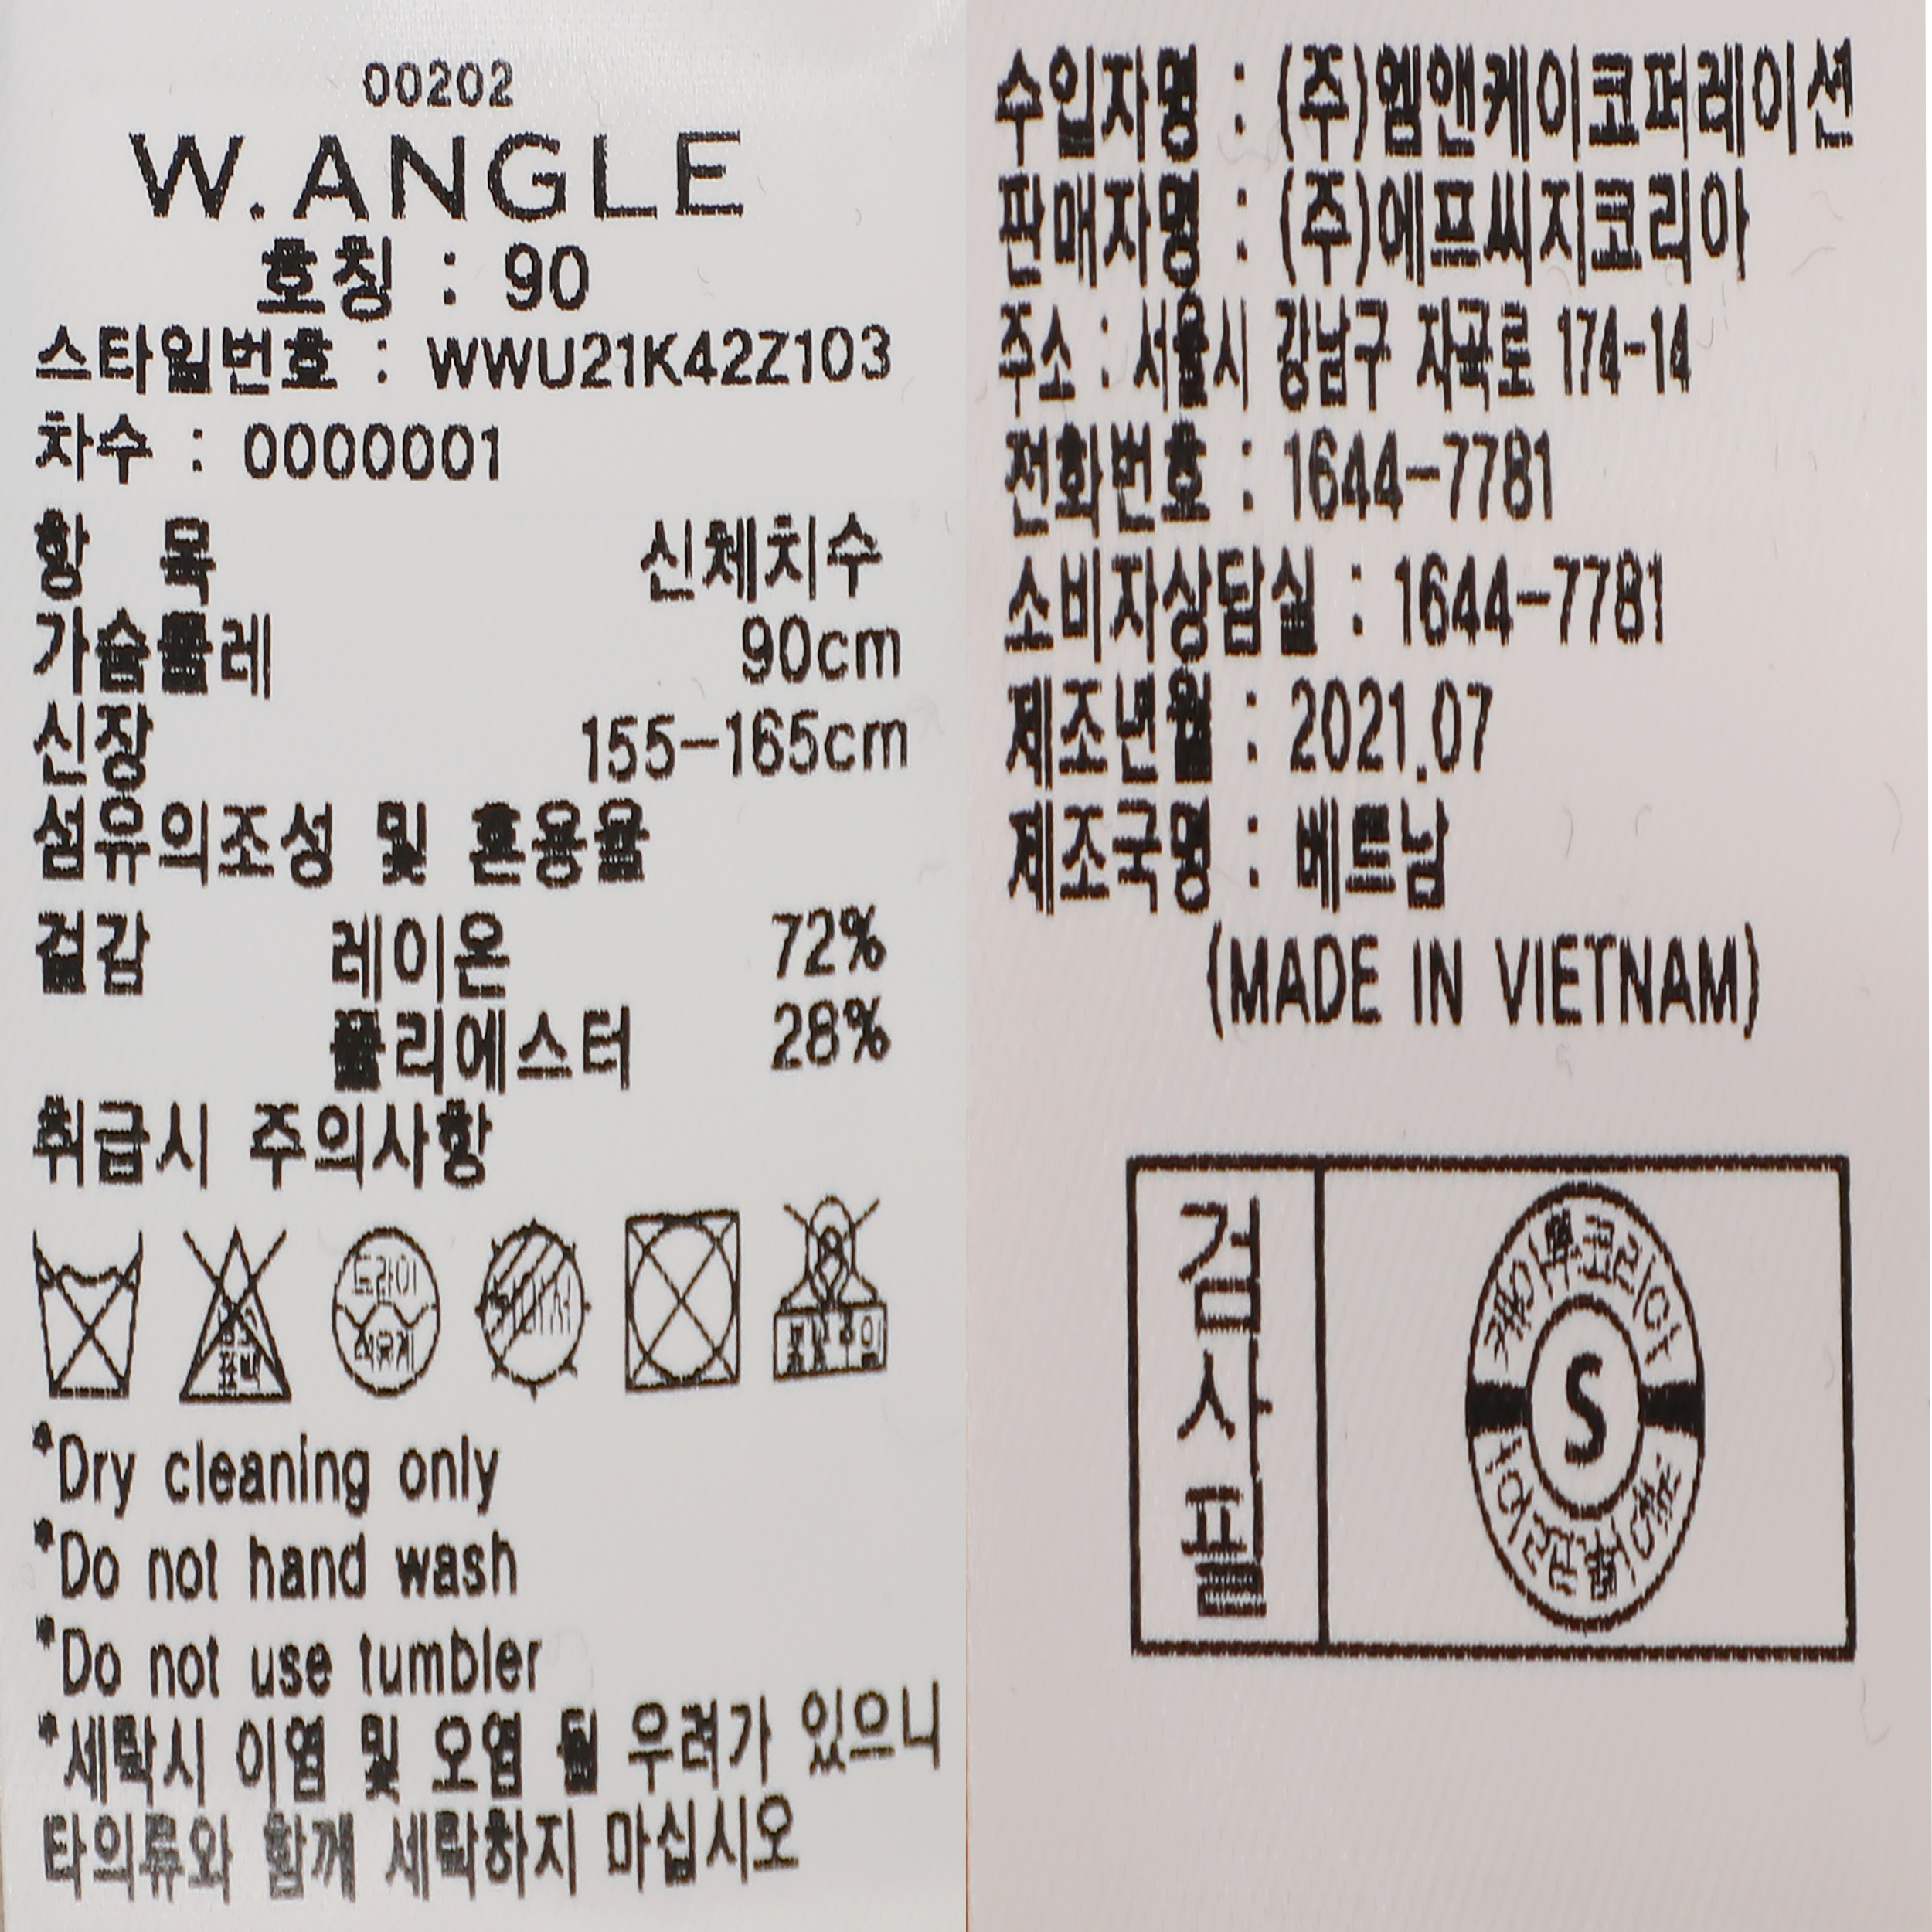 00202
W.ANGLE
호칭 : 90
스타일번호 : WWU21K42Z103
차수 : 0000001
항 목 신체치수
가슴둘레 90cm
신장 155-165cm
섬유의조성 및 혼용율
겉감 레이온 72%
폴리에스터 28%
취급시 주의사항
표백 드라이 석유계
*Dry cleaning only
*Do not hand wash
*Do not use tumbler
*세탁시 이염 및 오염 될 우려가 있으니
타의류와 함께 세탁하지 마십시오
수입자명 : (주)엠앤케이코퍼레이션
판매자명 : (주)에프씨지코리아
주소 : 서울시 강남구 자곡로 174-14
전화번호 : 1644-7781
소비자상담실 : 1644-7781
제조년월 : 2021.07
제조국명 : 베트남
(MADE IN VIETNAM)
검사필
S